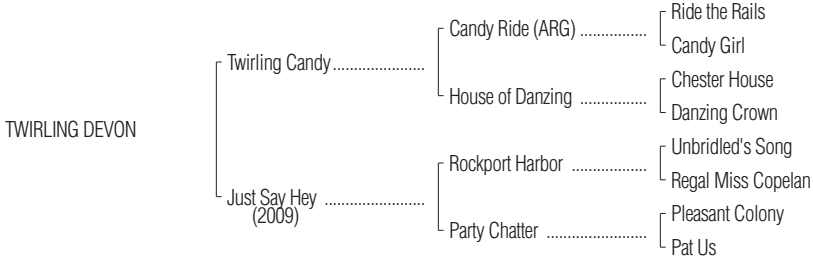 Ride the Rails
Candy Ride (ARG) ................
Candy Girl
Twirling Candy ......................
Chester House
House of Danzing ................
Danzing Crown
TWIRLING DEVON
Unbridled's Song
Rockport Harbor ..................
Regal Miss Copelan
Just Say Hey ........................
(2009)
Pleasant Colony
Party Chatter ........................
Pat Us